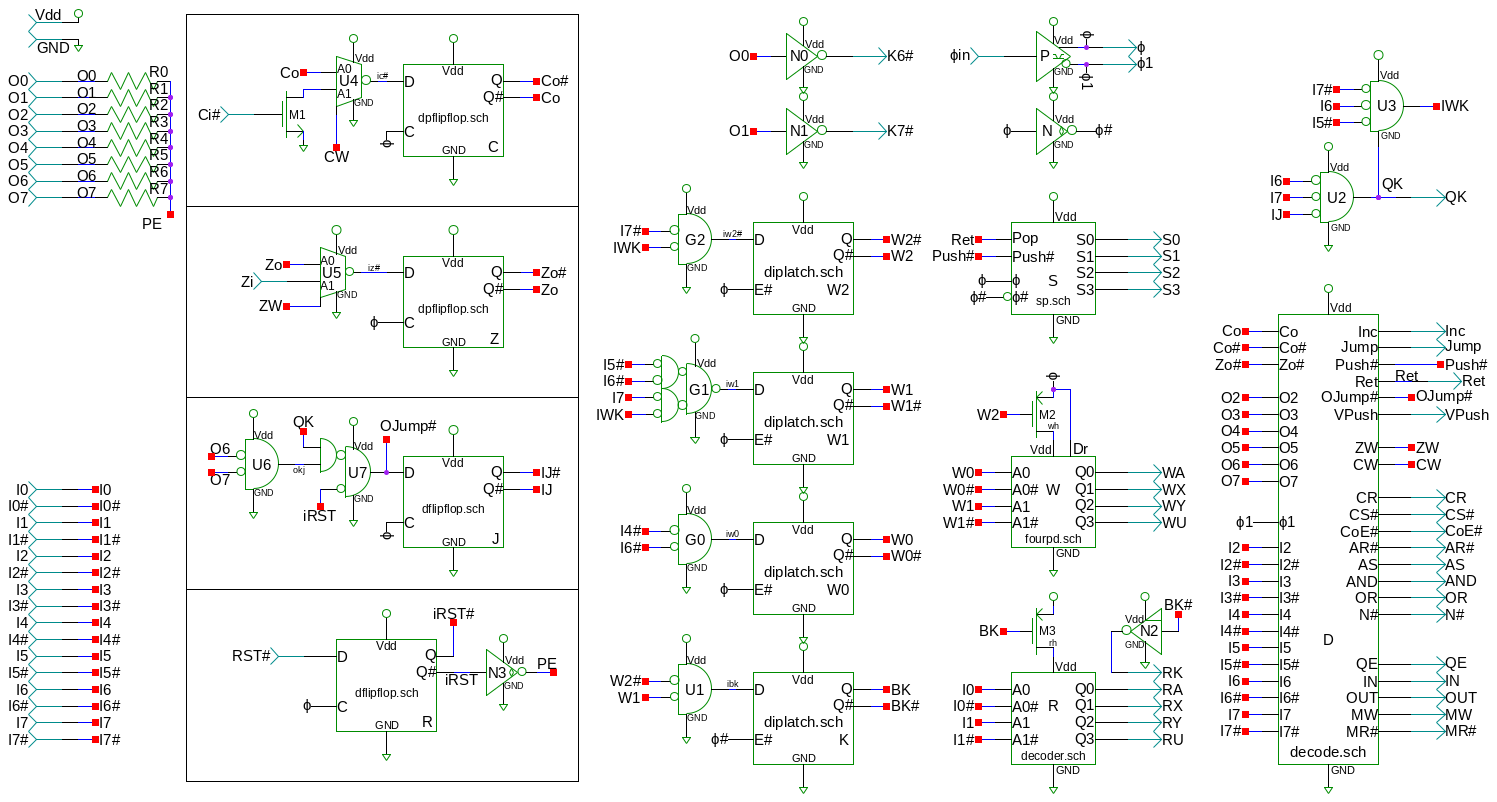 Vdd
GND
O0 O0 R0
O1 O1 R1
O2 O2 R2
O3 O3 R3
O4 O4 R4
O5 O5 R5
O6 O6 R6
O7 O7 R7
PE
I0 I0
I0# I0#
I1 I1
I1# I1#
I2 I2
I2# I2#
I3 I3
I3# I3#
I4 I4
I4# I4#
I5 I5
I5# I5#
I6 I6
I6# I6#
I7 I7
I7# I7#
Vdd
Co A0
U4 ic#
A1
GND
Ci# M1
CW
Vdd
D Q Co#
Q# Co
dpflipflop.sch
ϕ C
GND C
Vdd
Zo A0
U5 iz#
Zi A1
GND
ZW
Vdd
D Q Zo#
Q# Zo
dpflipflop.sch
ϕ C
GND Z
QK OJump#
Vdd
O6
U6 okj
O7
GND
Vdd
U7
GND
iRST
Vdd
D Q IJ#
Q# IJ
dflipflop.sch
ϕ C
GND J
iRST#
Vdd
RST# D Q
Q# iRST
dflipflop.sch
ϕ C
GND R
Vdd
N3 PE
GND
Vdd
O0 N0 K6#
GND
Vdd
O1 N1 K7#
GND
Vdd
I7# G2 iw2#
IWK
GND
Vdd
D Q W2#
Q# W2
diplatch.sch
ϕ E# W2
GND
Vdd
I5#
I6# G1 iw1
I7
IWK
GND
Vdd
D Q W1
Q# W1#
diplatch.sch
ϕ E# W1
GND
Vdd
I4# G0 iw0
I6#
GND
Vdd
D Q W0
Q# W0#
diplatch.sch
ϕ E# W0
GND
Vdd
W2# U1 ibk
W1
GND
Vdd
D Q BK
Q# BK#
diplatch.sch
ϕ# E# K
GND
Vdd ϕ
ϕin P ϕ
ϕ1
GND ϕ1
Vdd
ϕ N ϕ#
GND
Vdd
Ret Pop S0 S0
Push# Push# S1 S1
ϕ ϕ S S2 S2
ϕ# ϕ# sp.sch S3 S3
GND
ϕ
W2 M2
wh
Vdd Dr
W0 A0 Q0 WA
W0# A0# W Q1 WX
W1 A1 Q2 WY
W1# A1# Q3 WU
fourpd.sch
GND
BK M3
rh
BK#
Vdd
N2
GND
Vdd
RK
I0 A0 Q0 RA
I0# A0# R Q1 RX
I1 A1 Q2 RY
I1# A1# Q3 RU
decoder.sch
GND
Vdd
I7#
I6 U3 IWK
I5#
GND
Vdd
I6
I7 U2 QK QK
IJ
GND
Vdd
Co Co Inc Inc
Co# Co# Jump Jump
Zo# Zo# Push# Push#
Ret Ret Ret
O2 O2 OJump# OJump#
O3 O3 VPush VPush
O4 O4
O5 O5 ZW ZW
O6 O6 CW CW
O7 O7
CR CR
ϕ1 ϕ1 CS# CS#
CoE# CoE#
I2 I2 AR# AR#
I2# I2# AS AS
I3 I3 AND AND
I3# I3# OR OR
I4 I4 N# N#
I4# I4# D
I5 I5
I5# I5# QE QE
I6 I6 IN IN
I6# I6# OUT OUT
I7 I7 MW MW
I7# I7# MR# MR#
decode.sch
GND